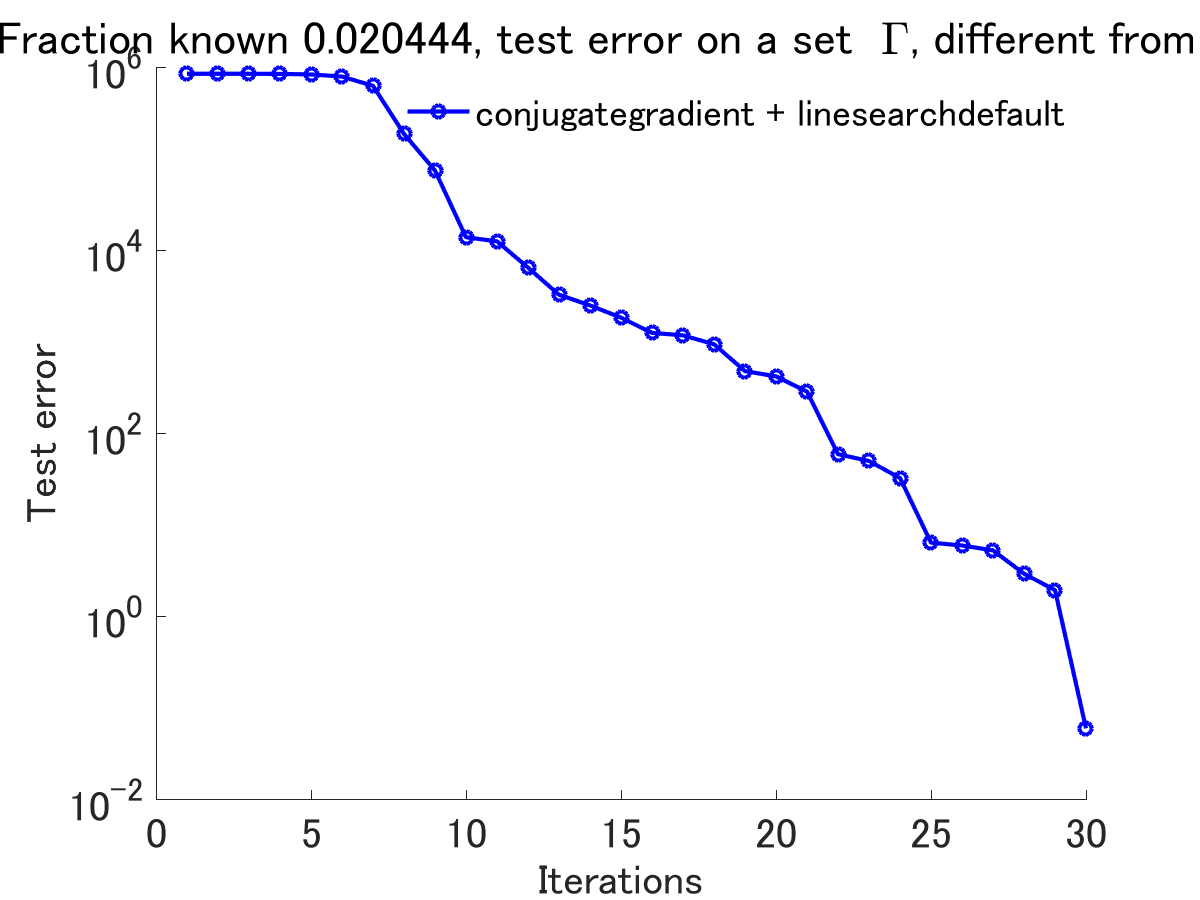 Fraction known 0.020444, test error on a set Γ, different from
10^6
conjugategradient + linesearchdefault
10^4
10^2
10^0
10^-2
Test error
0 5 10 15 20 25 30
Iterations